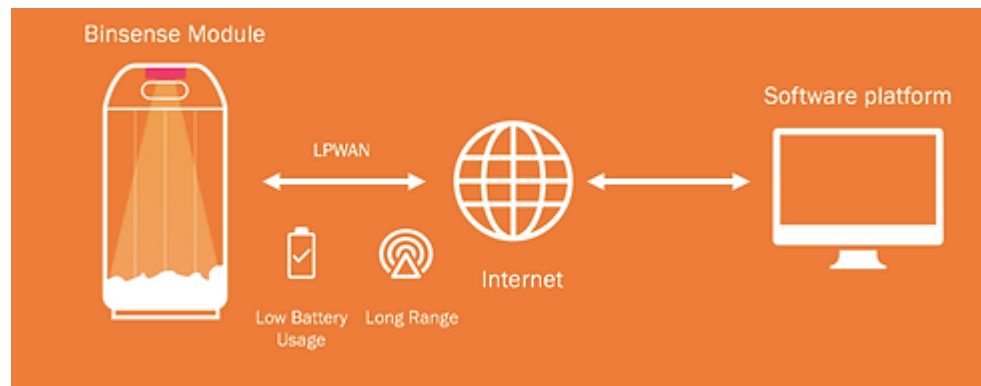 Binsense Module
Software platform
LPWAN
Internet
Low Battery
Usage
Long Range